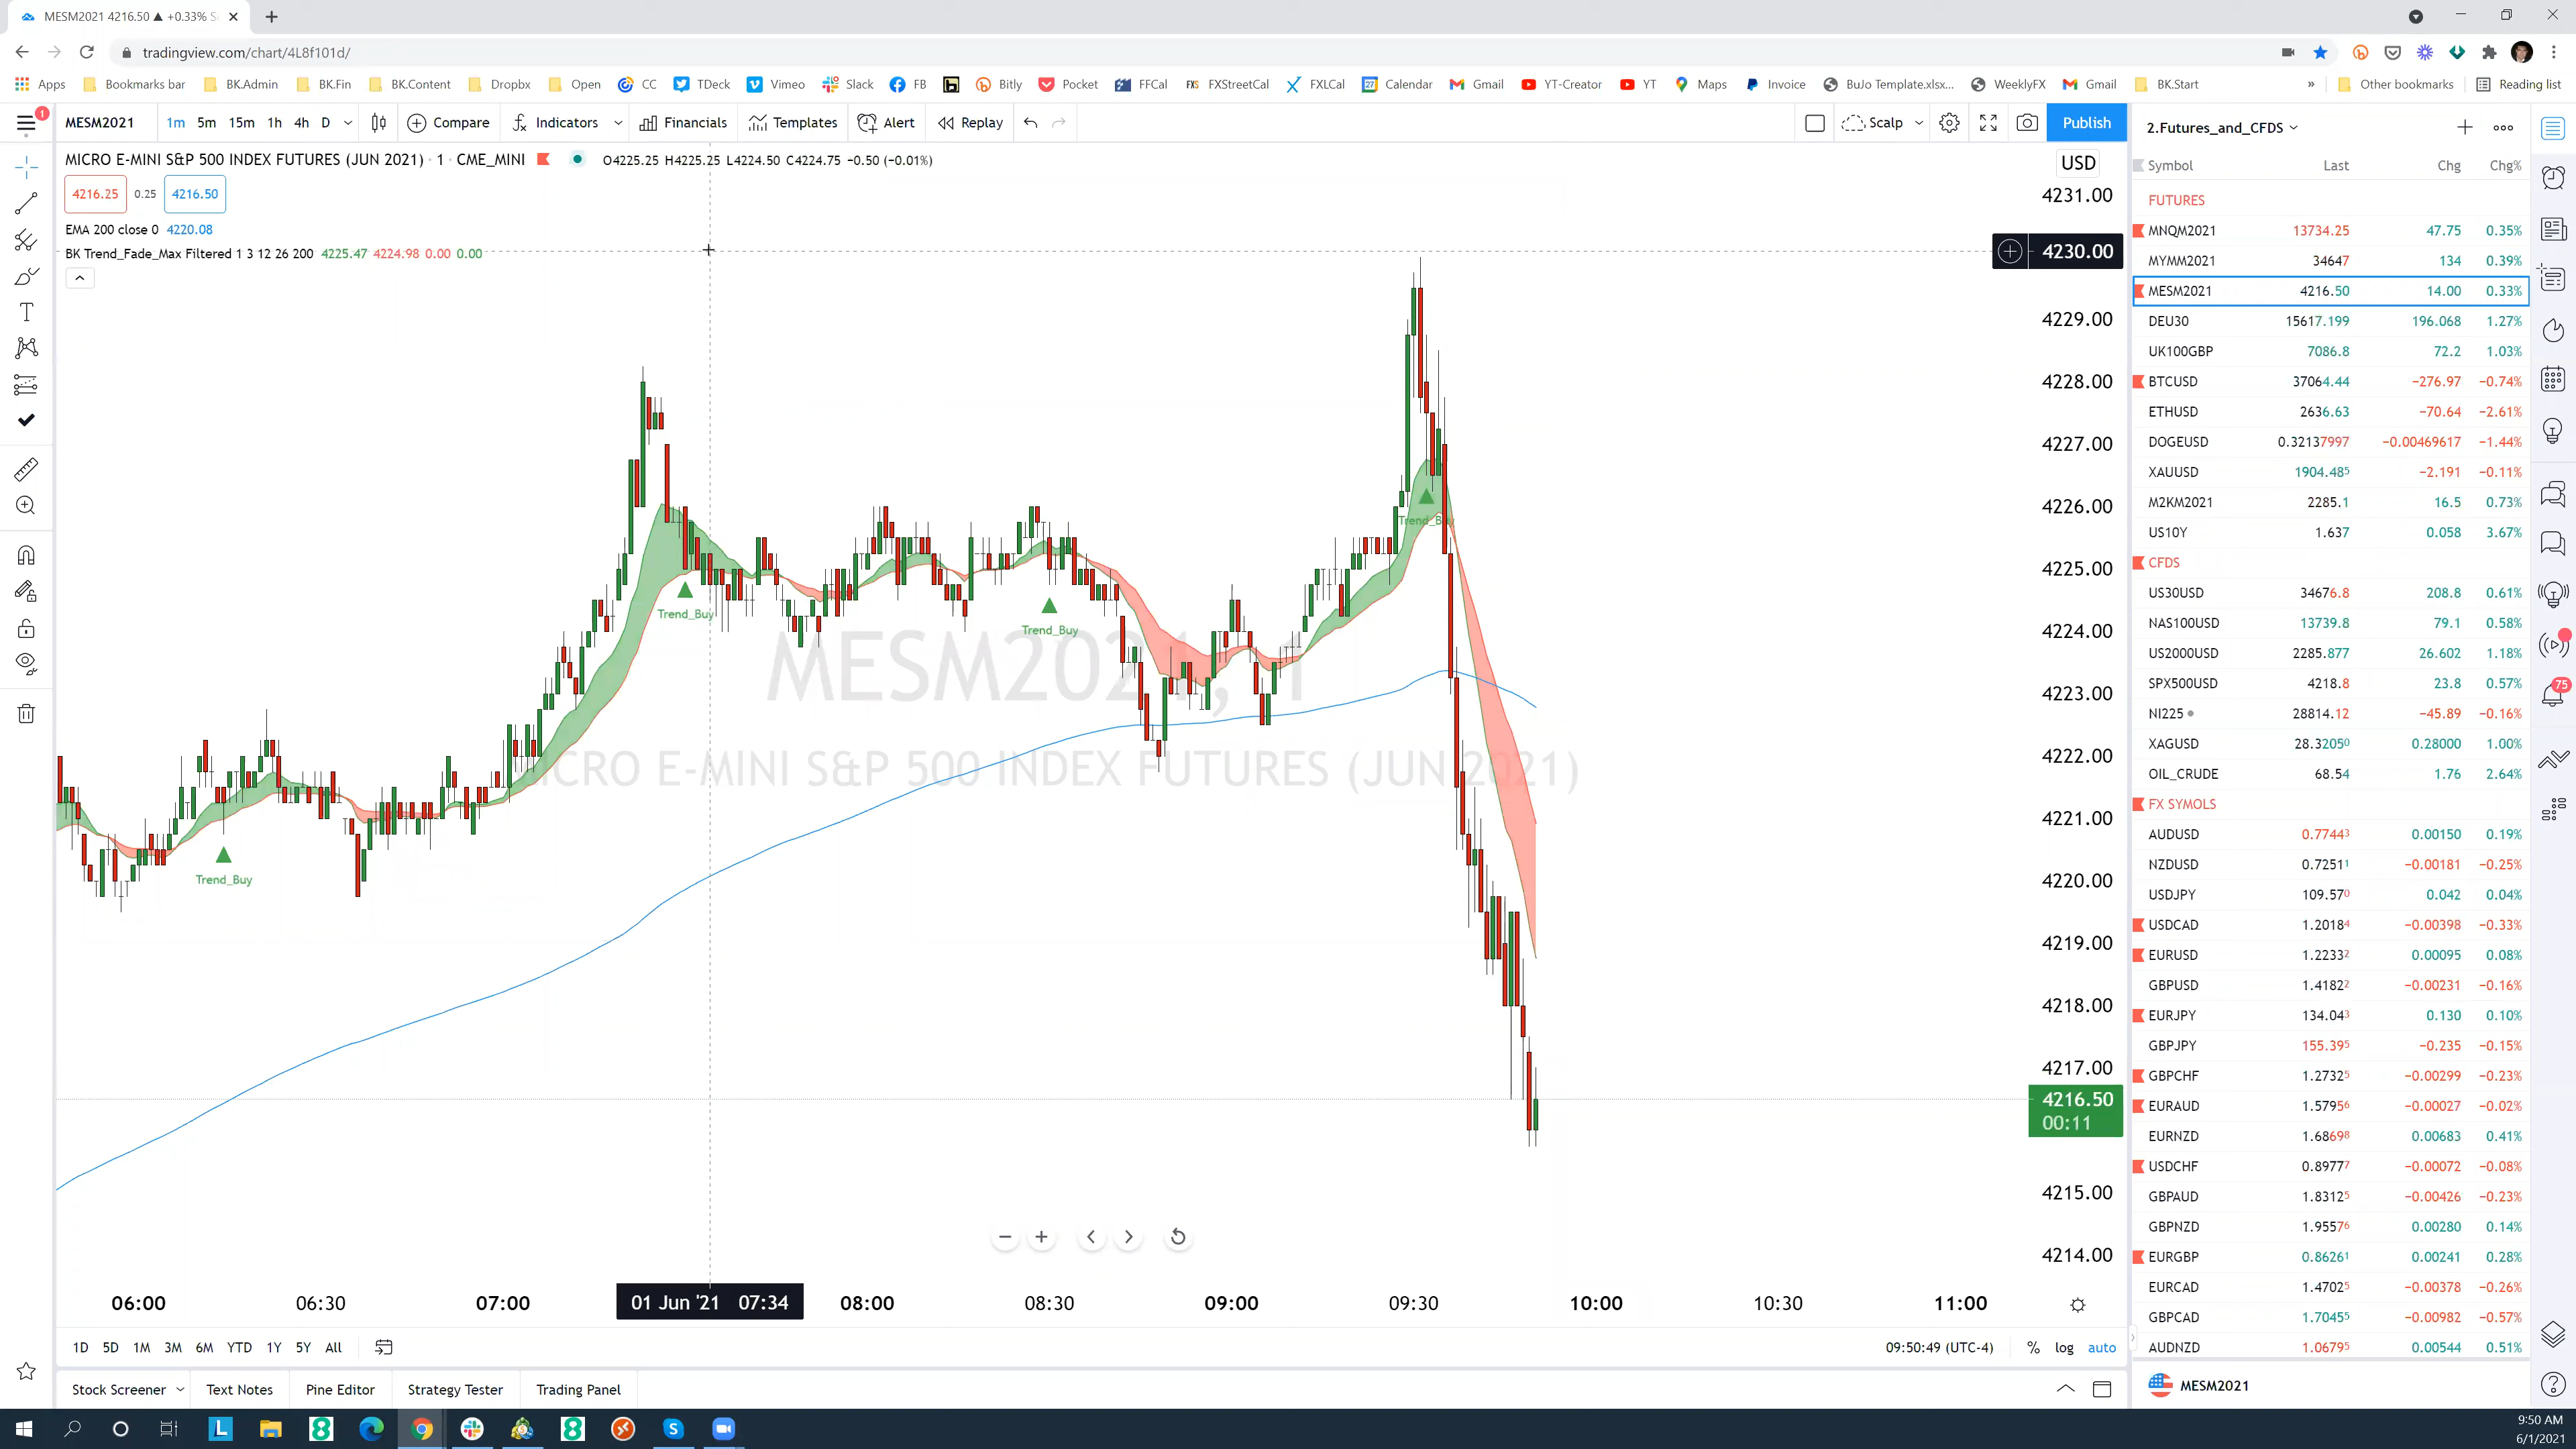 MESM2021 4216.50 ▲ +0.33% S
tradingview.com/chart/4L8f101d/
Apps Bookmarks bar BK.Admin BK.Fin BK.Content Dropbx Open CC TDeck Vimeo Slack FB Bitly Pocket FFCal FXS FXStreetCal FXLCal 27 Calendar Gmail YT-Creator YT Maps Invoice BuJo Template.xlsx... WeeklyFX Gmail BK.Start » Other bookmarks Reading list
1 MESM2021 1m 5m 15m 1h 4h D Compare Indicators Financials Templates Alert Replay Scalp Publish
MICRO E-MINI S&P 500 INDEX FUTURES (JUN 2021) · 1 · CME_MINI O4225.25 H4225.25 L4224.50 C4224.75 −0.50 (−0.01%)
4216.25 0.25 4216.50
EMA 200 close 0 4220.08
BK Trend_Fade_Max Filtered 1 3 12 26 200 4225.47 4224.98 0.00 0.00
USD
4231.00
4230.00
4229.00
4228.00
4227.00
4226.00
4225.00
4224.00
4223.00
4222.00
4221.00
4220.00
4219.00
4218.00
4217.00
4216.50
00:11
4215.00
4214.00
Trend_Buy
Trend_Buy
Trend_Buy
Trend_Buy
MESM2021, 1
MICRO E-MINI S&P 500 INDEX FUTURES (JUN 2021)
06:00 06:30 07:00 01 Jun '21 07:34 08:00 08:30 09:00 09:30 10:00 10:30 11:00
1D 5D 1M 3M 6M YTD 1Y 5Y All 09:50:49 (UTC-4) % log auto
Stock Screener Text Notes Pine Editor Strategy Tester Trading Panel
2.Futures_and_CFDS
Symbol Last Chg Chg%
FUTURES
MNQM2021 13734.25 47.75 0.35%
MYMM2021 34647 134 0.39%
MESM2021 4216.50 14.00 0.33%
DEU30 15617.199 196.068 1.27%
UK100GBP 7086.8 72.2 1.03%
BTCUSD 37064.44 −276.97 −0.74%
ETHUSD 2636.63 −70.64 −2.61%
DOGEUSD 0.32137997 −0.00469617 −1.44%
XAUUSD 1904.485 −2.191 −0.11%
M2KM2021 2285.1 16.5 0.73%
US10Y 1.637 0.058 3.67%
CFDS
US30USD 34676.8 208.8 0.61%
NAS100USD 13739.8 79.1 0.58%
US2000USD 2285.877 26.602 1.18%
SPX500USD 4218.8 23.8 0.57%
NI225 28814.12 −45.89 −0.16%
XAGUSD 28.32050 0.28000 1.00%
OIL_CRUDE 68.54 1.76 2.64%
FX SYMOLS
AUDUSD 0.77443 0.00150 0.19%
NZDUSD 0.72511 −0.00181 −0.25%
USDJPY 109.570 0.042 0.04%
USDCAD 1.20184 −0.00398 −0.33%
EURUSD 1.22332 0.00095 0.08%
GBPUSD 1.41822 −0.00231 −0.16%
EURJPY 134.043 0.130 0.10%
GBPJPY 155.395 −0.235 −0.15%
GBPCHF 1.27325 −0.00299 −0.23%
EURAUD 1.57956 −0.00027 −0.02%
EURNZD 1.68698 0.00683 0.41%
USDCHF 0.89777 −0.00072 −0.08%
GBPAUD 1.83125 −0.00426 −0.23%
GBPNZD 1.95576 0.00280 0.14%
EURGBP 0.86261 0.00241 0.28%
EURCAD 1.47025 −0.00378 −0.26%
GBPCAD 1.70455 −0.00982 −0.57%
AUDNZD 1.06795 0.00544 0.51%
MESM2021
75
9:50 AM
6/1/2021